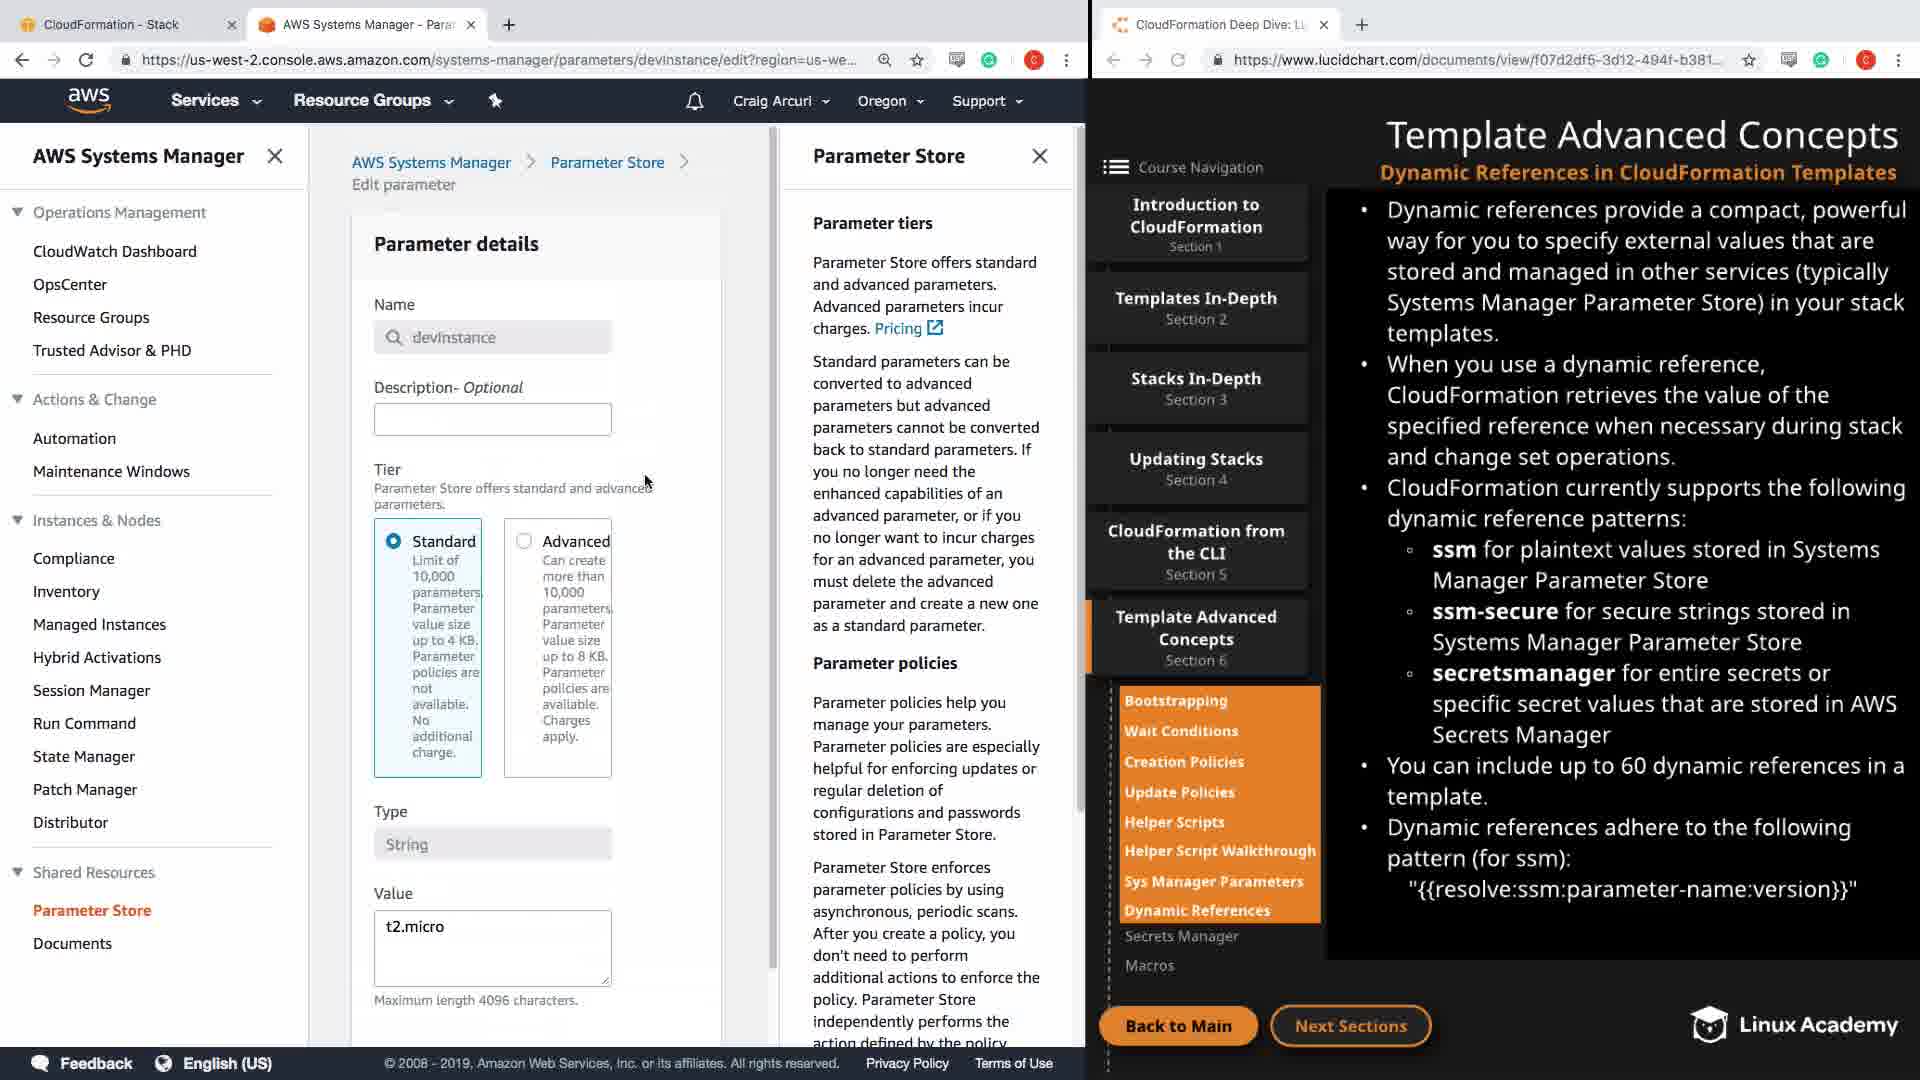 CloudFormation - Stack
AWS Systems Manager - Para
https://us-west-2.console.aws.amazon.com/systems-manager/parameters/devInstance/edit?region=us-we...
aws
Services
Resource Groups
Craig Arcuri
Oregon
Support
AWS Systems Manager
Operations Management
CloudWatch Dashboard
OpsCenter
Resource Groups
Trusted Advisor & PHD
Actions & Change
Automation
Maintenance Windows
Instances & Nodes
Compliance
Inventory
Managed Instances
Hybrid Activations
Session Manager
Run Command
State Manager
Patch Manager
Distributor
Shared Resources
Parameter Store
Documents
AWS Systems Manager
Parameter Store
Edit parameter
Parameter details
Name
devInstance
Description- Optional
Tier
Parameter Store offers standard and advanced
parameters.
Standard
Limit of
10,000
parameters.
Parameter
value size
up to 4 KB.
Parameter
policies are
not
available.
No
additional
charge.
Advanced
Can create
more than
10,000
parameters.
Parameter
value size
up to 8 KB.
Parameter
policies are
available.
Charges
apply.
Type
String
Value
t2.micro
Maximum length 4096 characters.
Parameter Store
Parameter tiers
Parameter Store offers standard
and advanced parameters.
Advanced parameters incur
charges. Pricing
Standard parameters can be
converted to advanced
parameters but advanced
parameters cannot be converted
back to standard parameters. If
you no longer need the
enhanced capabilities of an
advanced parameter, or if you
no longer want to incur charges
for an advanced parameter, you
must delete the advanced
parameter and create a new one
as a standard parameter.
Parameter policies
Parameter policies help you
manage your parameters.
Parameter policies are especially
helpful for enforcing updates or
regular deletion of
configurations and passwords
stored in Parameter Store.
Parameter Store enforces
parameter policies by using
asynchronous, periodic scans.
After you create a policy, you
don't need to perform
additional actions to enforce the
policy. Parameter Store
independently performs the
action defined by the policy
Feedback
English (US)
© 2008 - 2019, Amazon Web Services, Inc. or its affiliates. All rights reserved.
Privacy Policy
Terms of Use
CloudFormation Deep Dive: Lu
https://www.lucidchart.com/documents/view/f07d2df6-3d12-494f-b381...
C
C
Template Advanced Concepts
Dynamic References in CloudFormation Templates
Course Navigation
Introduction to
CloudFormation
Section 1
Templates In-Depth
Section 2
Stacks In-Depth
Section 3
Updating Stacks
Section 4
CloudFormation from
the CLI
Section 5
Template Advanced
Concepts
Section 6
Bootstrapping
Wait Conditions
Creation Policies
Update Policies
Helper Scripts
Helper Script Walkthrough
Sys Manager Parameters
Dynamic References
Secrets Manager
Macros
Back to Main
Next Sections
• Dynamic references provide a compact, powerful
way for you to specify external values that are
stored and managed in other services (typically
Systems Manager Parameter Store) in your stack
templates.
• When you use a dynamic reference,
CloudFormation retrieves the value of the
specified reference when necessary during stack
and change set operations.
• CloudFormation currently supports the following
dynamic reference patterns:
◦ ssm for plaintext values stored in Systems
Manager Parameter Store
◦ ssm-secure for secure strings stored in
Systems Manager Parameter Store
◦ secretsmanager for entire secrets or
specific secret values that are stored in AWS
Secrets Manager
• You can include up to 60 dynamic references in a
template.
• Dynamic references adhere to the following
pattern (for ssm):
"{{resolve:ssm:parameter-name:version}}"
Linux Academy